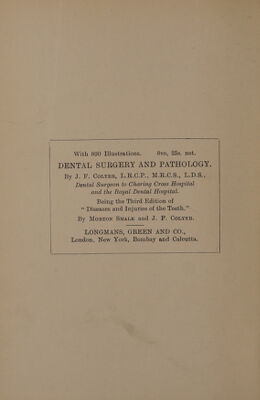 With 890 Illustrations. 8vo, 25s. net.
DENTAL SURGERY AND PATHOLOGY.
By J. F. COLYER, L.R.C.P., M.R.C.S., L.D.S.,
Dental Surgeon to Charing Cross Hospital
and the Royal Dental Hospital.
Being the Third Edition of
"Diseases and Injuries of the Teeth,"
By MORTON SMALE and J. F. COLYER.
LONGMANS, GREEN AND CO.,
London, New York, Bombay and Calcutta.